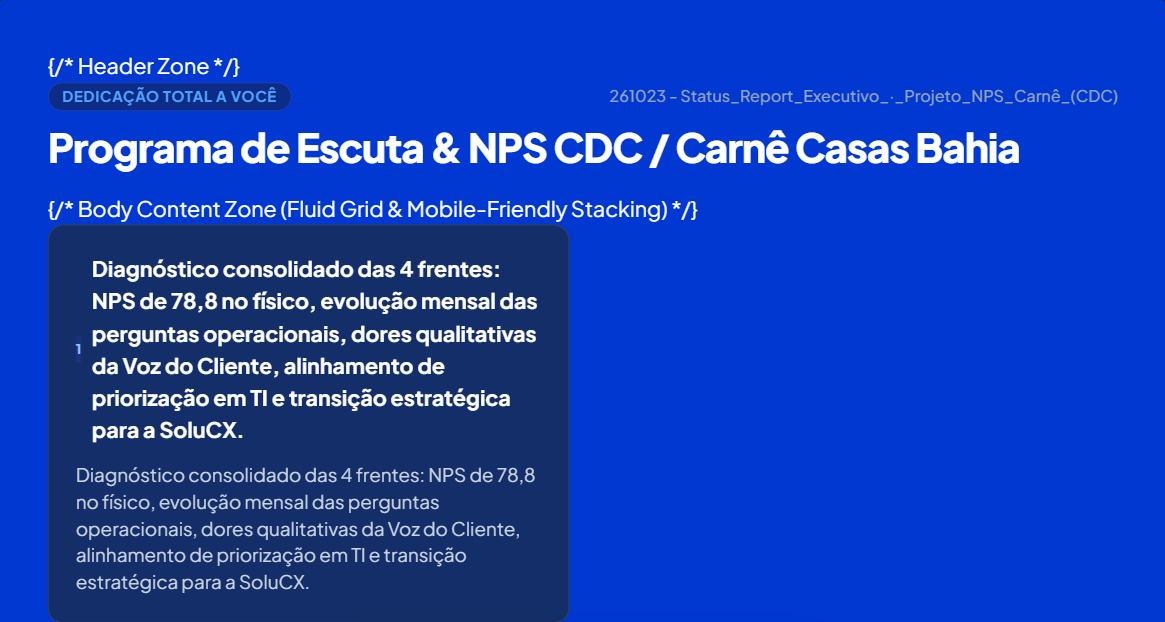 {/* Header Zone */}
DEDICAÇÃO TOTAL A VOCÊ
261023 - Status_Report_Executivo_·_Projeto_NPS_Carnê_(CDC)
Programa de Escuta & NPS CDC / Carnê Casas Bahia
{/* Body Content Zone (Fluid Grid & Mobile-Friendly Stacking) */}
1
Diagnóstico consolidado das 4 frentes:
NPS de 78,8 no físico, evolução mensal das
perguntas operacionais, dores qualitativas
da Voz do Cliente, alinhamento de
priorização em TI e transição estratégica
para a SoluCX.
Diagnóstico consolidado das 4 frentes: NPS de 78,8
no físico, evolução mensal das perguntas
operacionais, dores qualitativas da Voz do Cliente,
alinhamento de priorização em TI e transição
estratégica para a SoluCX.